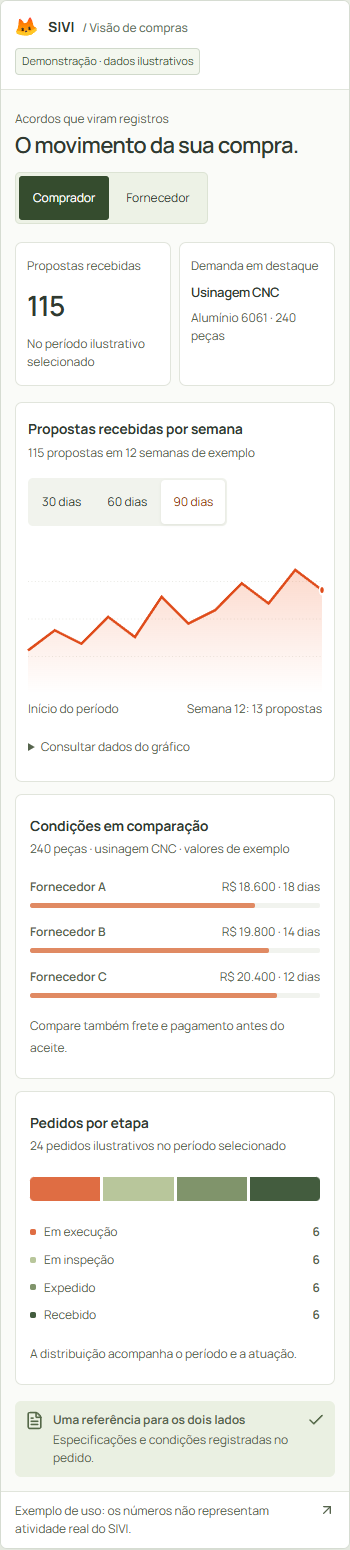 SIVI / Visão de compras
Demonstração · dados ilustrativos
Acordos que viram registros
O movimento da sua compra.
Comprador
Fornecedor
Propostas recebidas
115
No período ilustrativo
selecionado
Demanda em destaque
Usinagem CNC
Alumínio 6061 · 240
peças
Propostas recebidas por semana
115 propostas em 12 semanas de exemplo
30 dias
60 dias
90 dias
Início do período
Semana 12: 13 propostas
Consultar dados do gráfico
Condições em comparação
240 peças · usinagem CNC · valores de exemplo
Fornecedor A R$ 18.600 · 18 dias
Fornecedor B R$ 19.800 · 14 dias
Fornecedor C R$ 20.400 · 12 dias
Compare também frete e pagamento antes do
aceite.
Pedidos por etapa
24 pedidos ilustrativos no período selecionado
Em execução 6
Em inspeção 6
Expedido 6
Recebido 6
A distribuição acompanha o período e a atuação.
Uma referência para os dois lados
Especificações e condições registradas no
pedido.
Exemplo de uso: os números não representam
atividade real do SIVI.